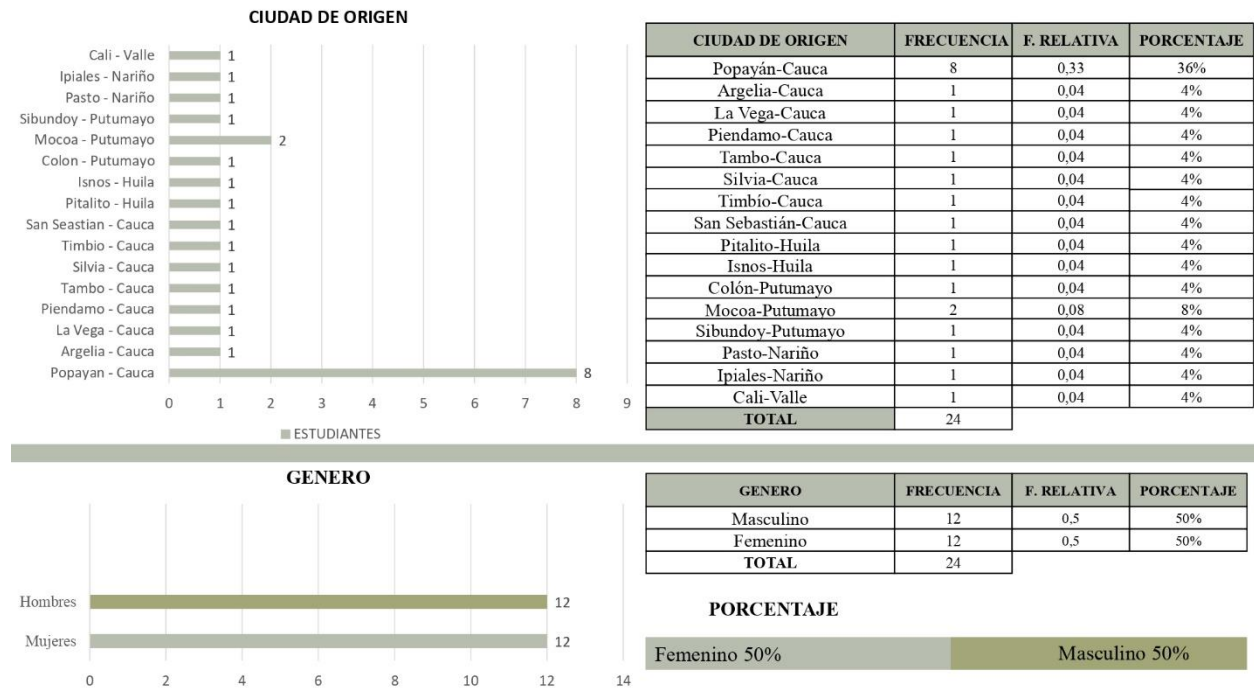 CIUDAD DE ORIGEN
Cali - Valle 1
Ipiales - Nariño 1
Pasto - Nariño 1
Sibundoy - Putumayo 1
Mocoa - Putumayo 2
Colon - Putumayo 1
Isnos - Huila 1
Pitalito - Huila 1
San Seastian - Cauca 1
Timbio - Cauca 1
Silvia - Cauca 1
Tambo - Cauca 1
Piendamo - Cauca 1
La Vega - Cauca 1
Argelia - Cauca 1
Popayan - Cauca 8
0 1 2 3 4 5 6 7 8 9
ESTUDIANTES
CIUDAD DE ORIGEN FRECUENCIA F. RELATIVA PORCENTAJE
Popayán-Cauca 8 0,33 36%
Argelia-Cauca 1 0,04 4%
La Vega-Cauca 1 0,04 4%
Piendamo-Cauca 1 0,04 4%
Tambo-Cauca 1 0,04 4%
Silvia-Cauca 1 0,04 4%
Timbío-Cauca 1 0,04 4%
San Sebastián-Cauca 1 0,04 4%
Pitalito-Huila 1 0,04 4%
Isnos-Huila 1 0,04 4%
Colón-Putumayo 1 0,04 4%
Mocoa-Putumayo 2 0,08 8%
Sibundoy-Putumayo 1 0,04 4%
Pasto-Nariño 1 0,04 4%
Ipiales-Nariño 1 0,04 4%
Cali-Valle 1 0,04 4%
TOTAL 24
GENERO
Hombres 12
Mujeres 12
0 2 4 6 8 10 12 14
GENERO FRECUENCIA F. RELATIVA PORCENTAJE
Masculino 12 0,5 50%
Femenino 12 0,5 50%
TOTAL 24
PORCENTAJE
Femenino 50% Masculino 50%